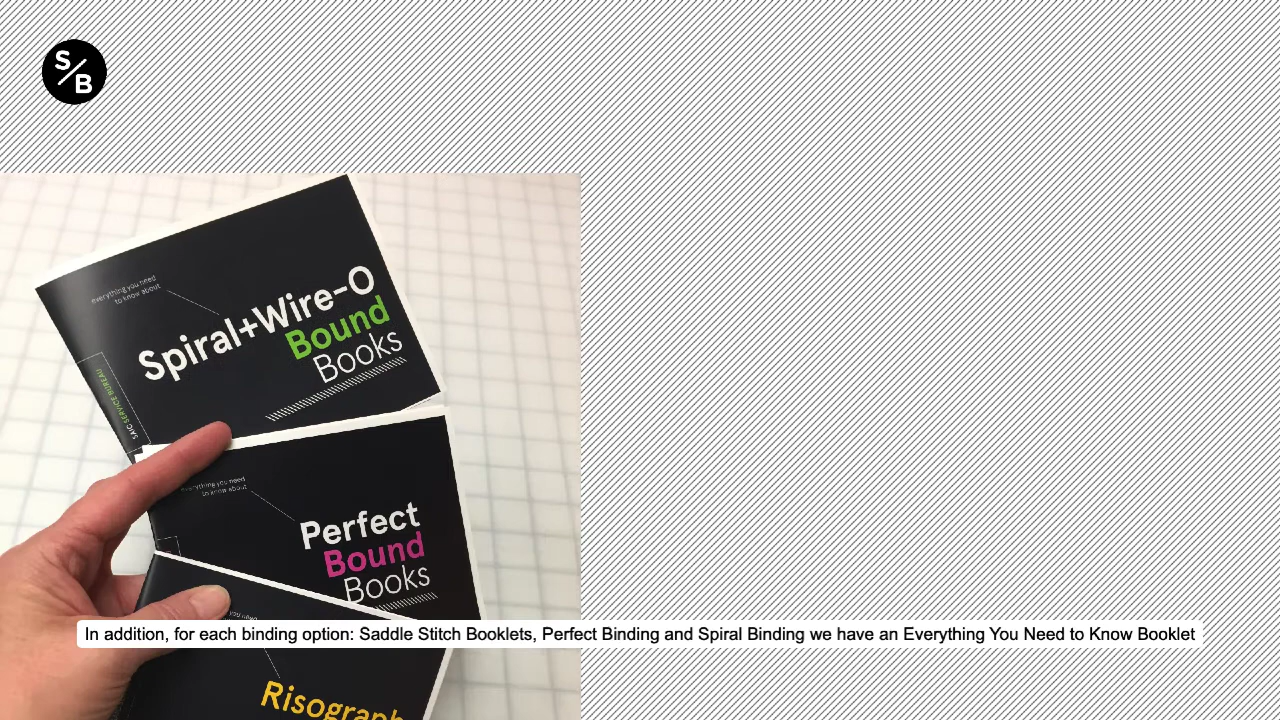 S/B
everything you need
to know about
Spiral+Wire-O
Bound
Books
SAIC SERVICE BUREAU
everything you need
to know about
Perfect
Bound
Books
In addition, for each binding option: Saddle Stitch Booklets, Perfect Binding and Spiral Binding we have an Everything You Need to Know Booklet
Risograph